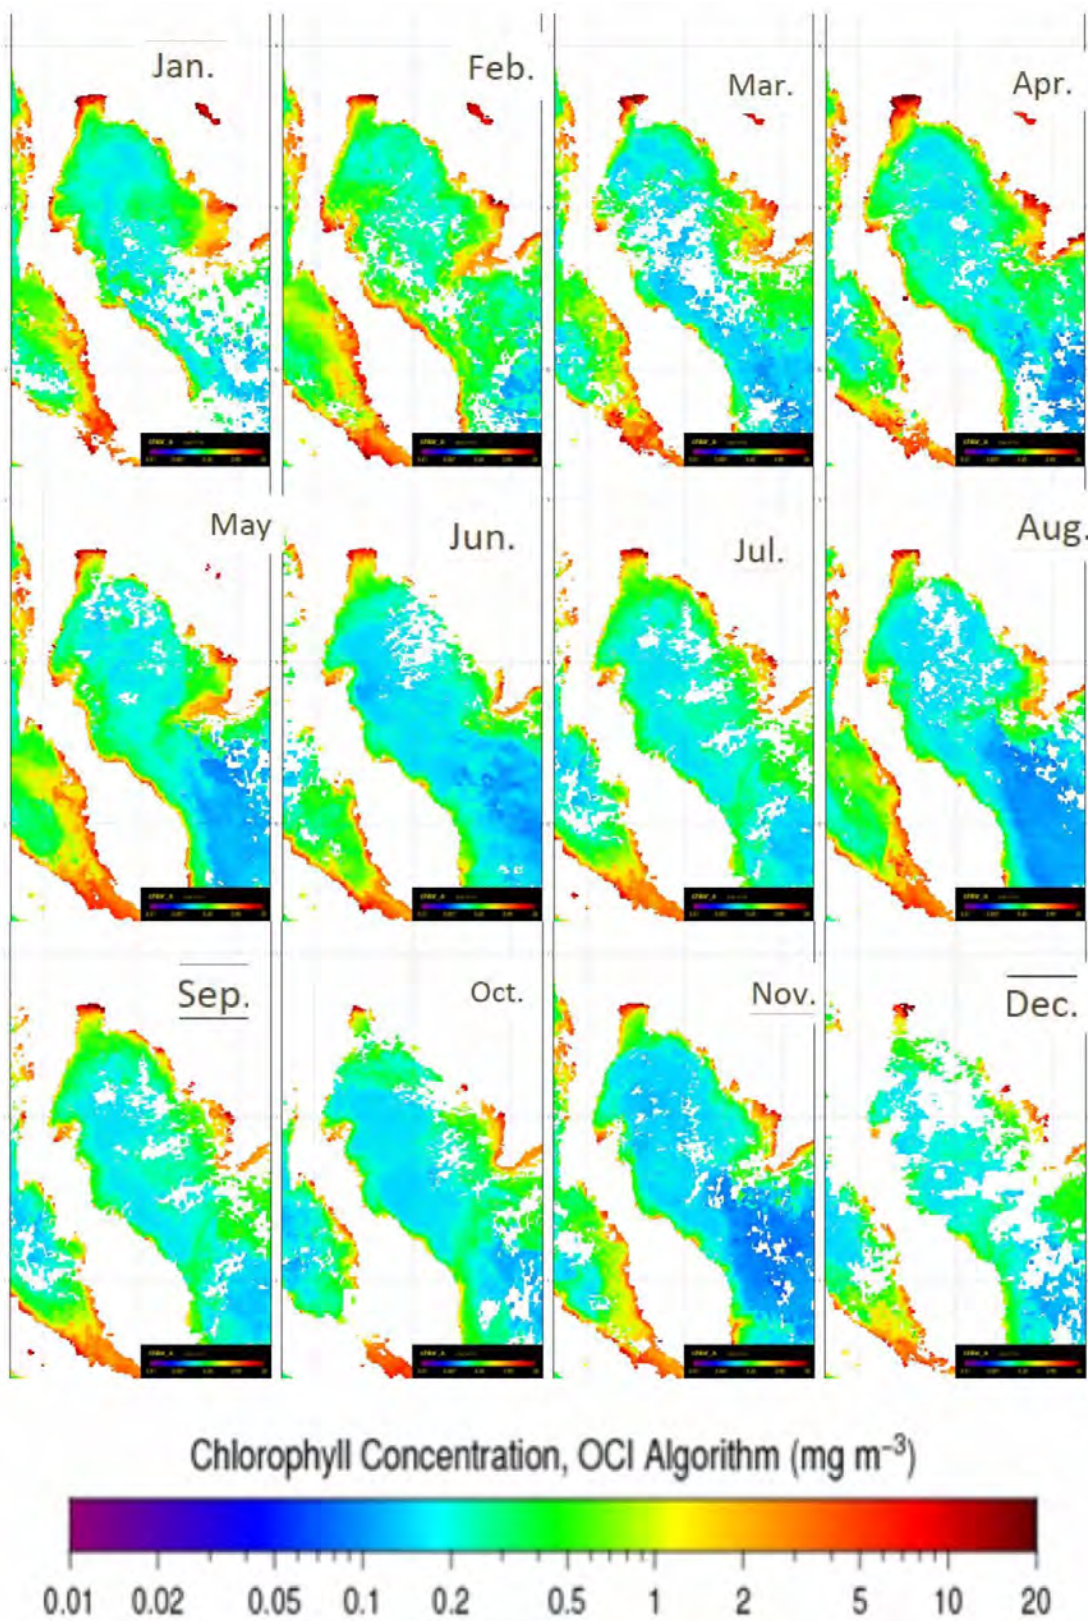 Jan.
Feb.
Mar.
Apr.
May
Jun.
Jul.
Aug.
Sep.
Oct.
Nov.
Dec.
Chlorophyll Concentration, OCI Algorithm (mg m⁻³)
0.01 0.02 0.05 0.1 0.2 0.5 1 2 5 10 20